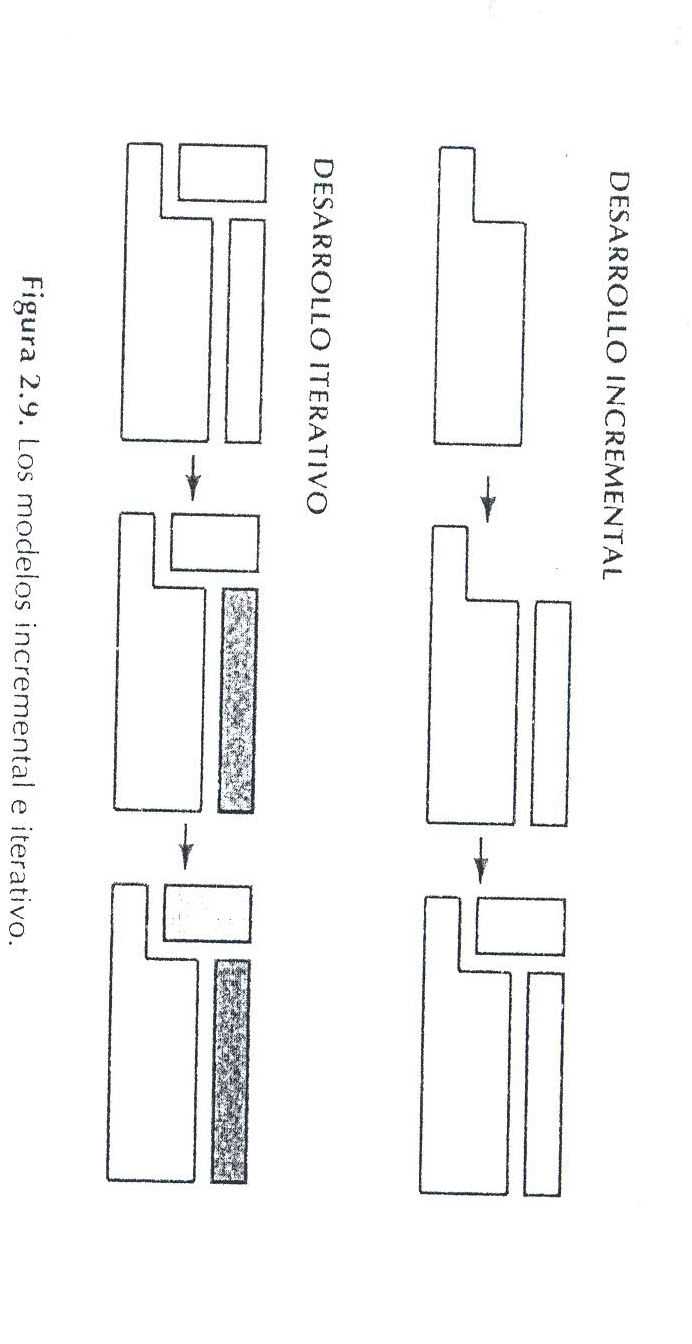 DESARROLLO INCREMENTAL
DESARROLLO ITERATIVO
Figura 2.9. Los modelos incremental e iterativo.